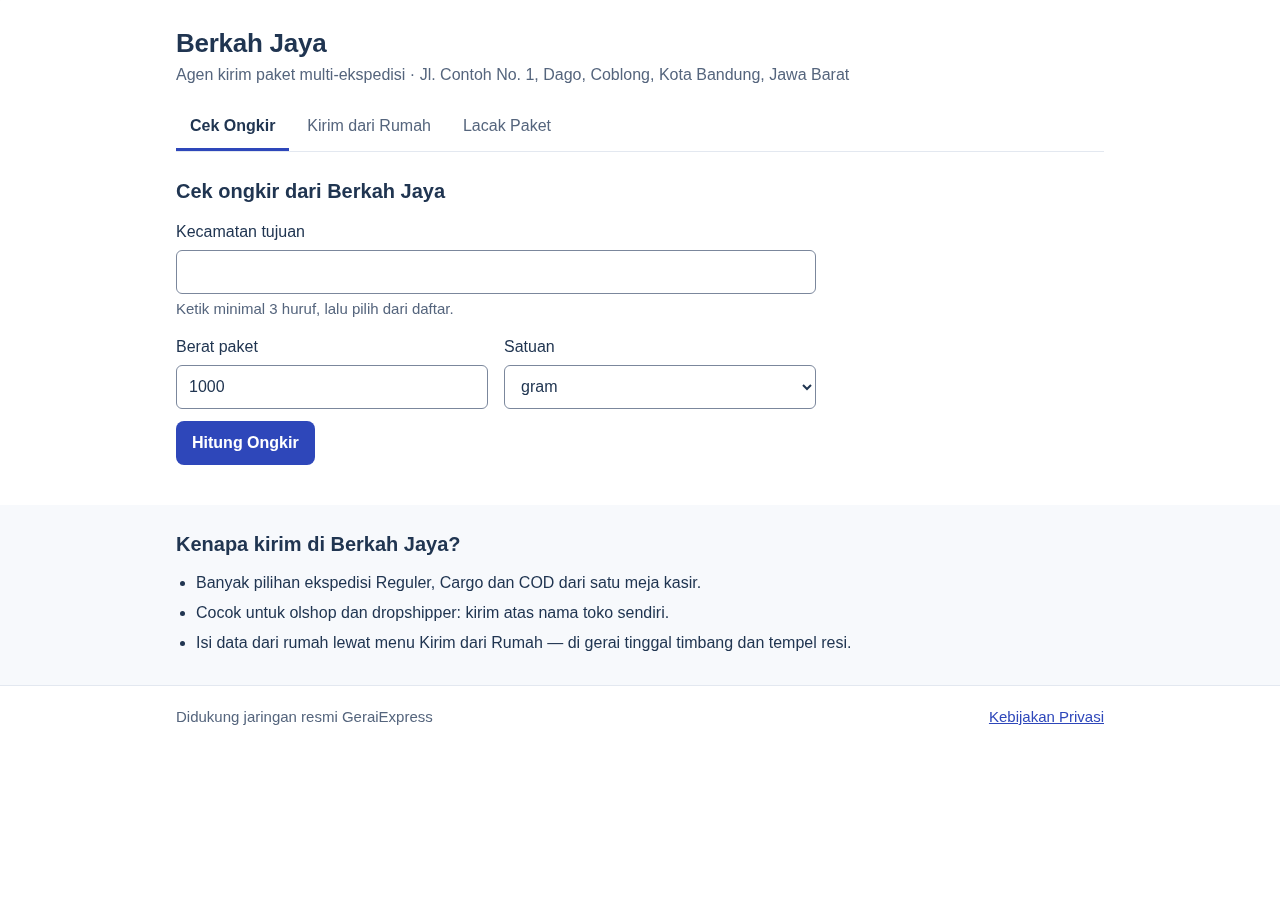 Berkah Jaya
Agen kirim paket multi-ekspedisi · Jl. Contoh No. 1, Dago, Coblong, Kota Bandung, Jawa Barat
Cek Ongkir
Kirim dari Rumah
Lacak Paket
Cek ongkir dari Berkah Jaya
Kecamatan tujuan
Ketik minimal 3 huruf, lalu pilih dari daftar.
Berat paket
Satuan
1000
gram
Hitung Ongkir
Kenapa kirim di Berkah Jaya?
• Banyak pilihan ekspedisi Reguler, Cargo dan COD dari satu meja kasir.
• Cocok untuk olshop dan dropshipper: kirim atas nama toko sendiri.
• Isi data dari rumah lewat menu Kirim dari Rumah — di gerai tinggal timbang dan tempel resi.
Didukung jaringan resmi GeraiExpress
Kebijakan Privasi